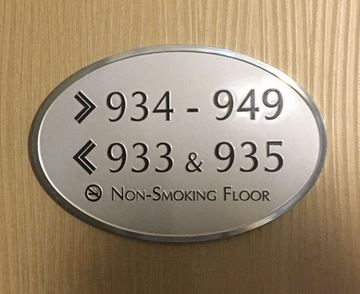 > 934 - 949
< 933 & 935
NON-SMOKING FLOOR